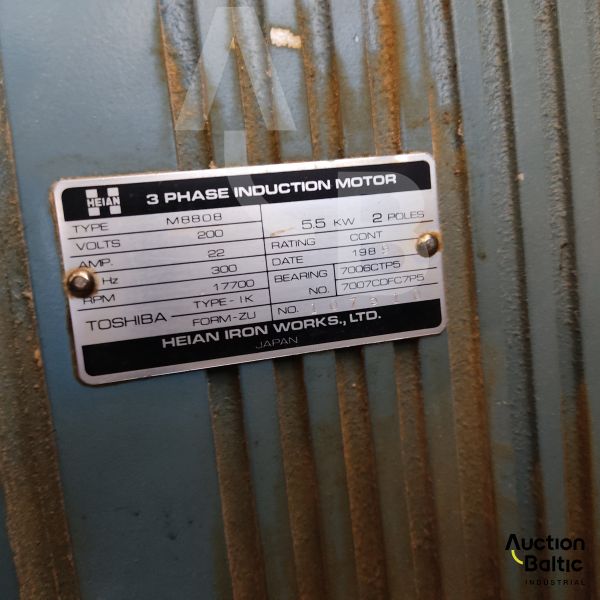 HEIAN 3 PHASE INDUCTION MOTOR
TYPE M8808 5.5 KW 2 POLES
VOLTS 200 RATING CONT
AMP. 22 DATE 1989
Hz 300 BEARING 7006CTP5
RPM 17700 NO. 7007CDFC7P5
TOSHIBA TYPE-IK NO.
FORM-ZU
HEIAN IRON WORKS., LTD.
JAPAN
Auction
Baltic
INDUSTRIAL